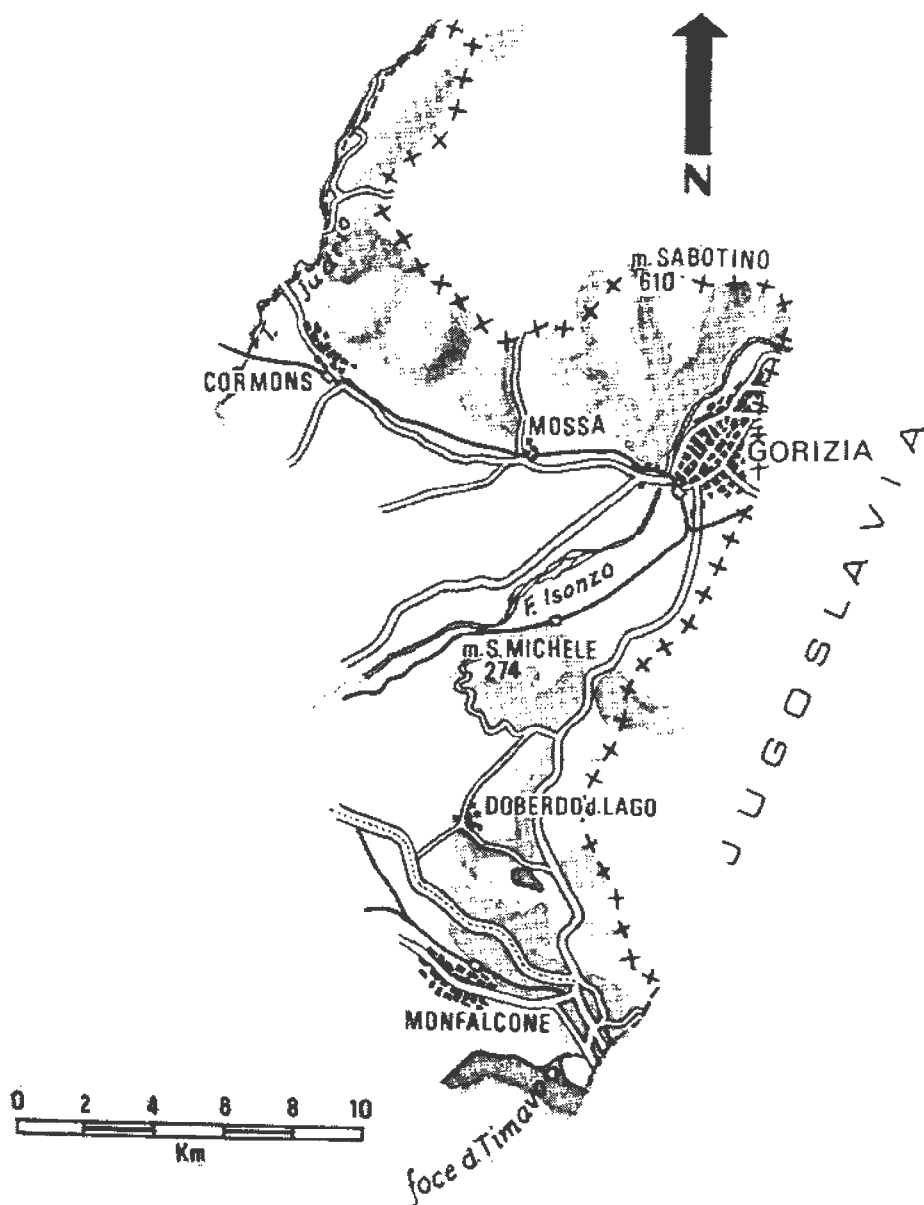 N
m. SABOTINO
610
Judrio
T.
CORMONS
MOSSA
GORIZIA
JUGOSLAVIA
F. Isonzo
m. S. MICHELE
274
DOBERDO d. LAGO
MONFALCONE
0 2 4 6 8 10
Km
foce d. Timavo